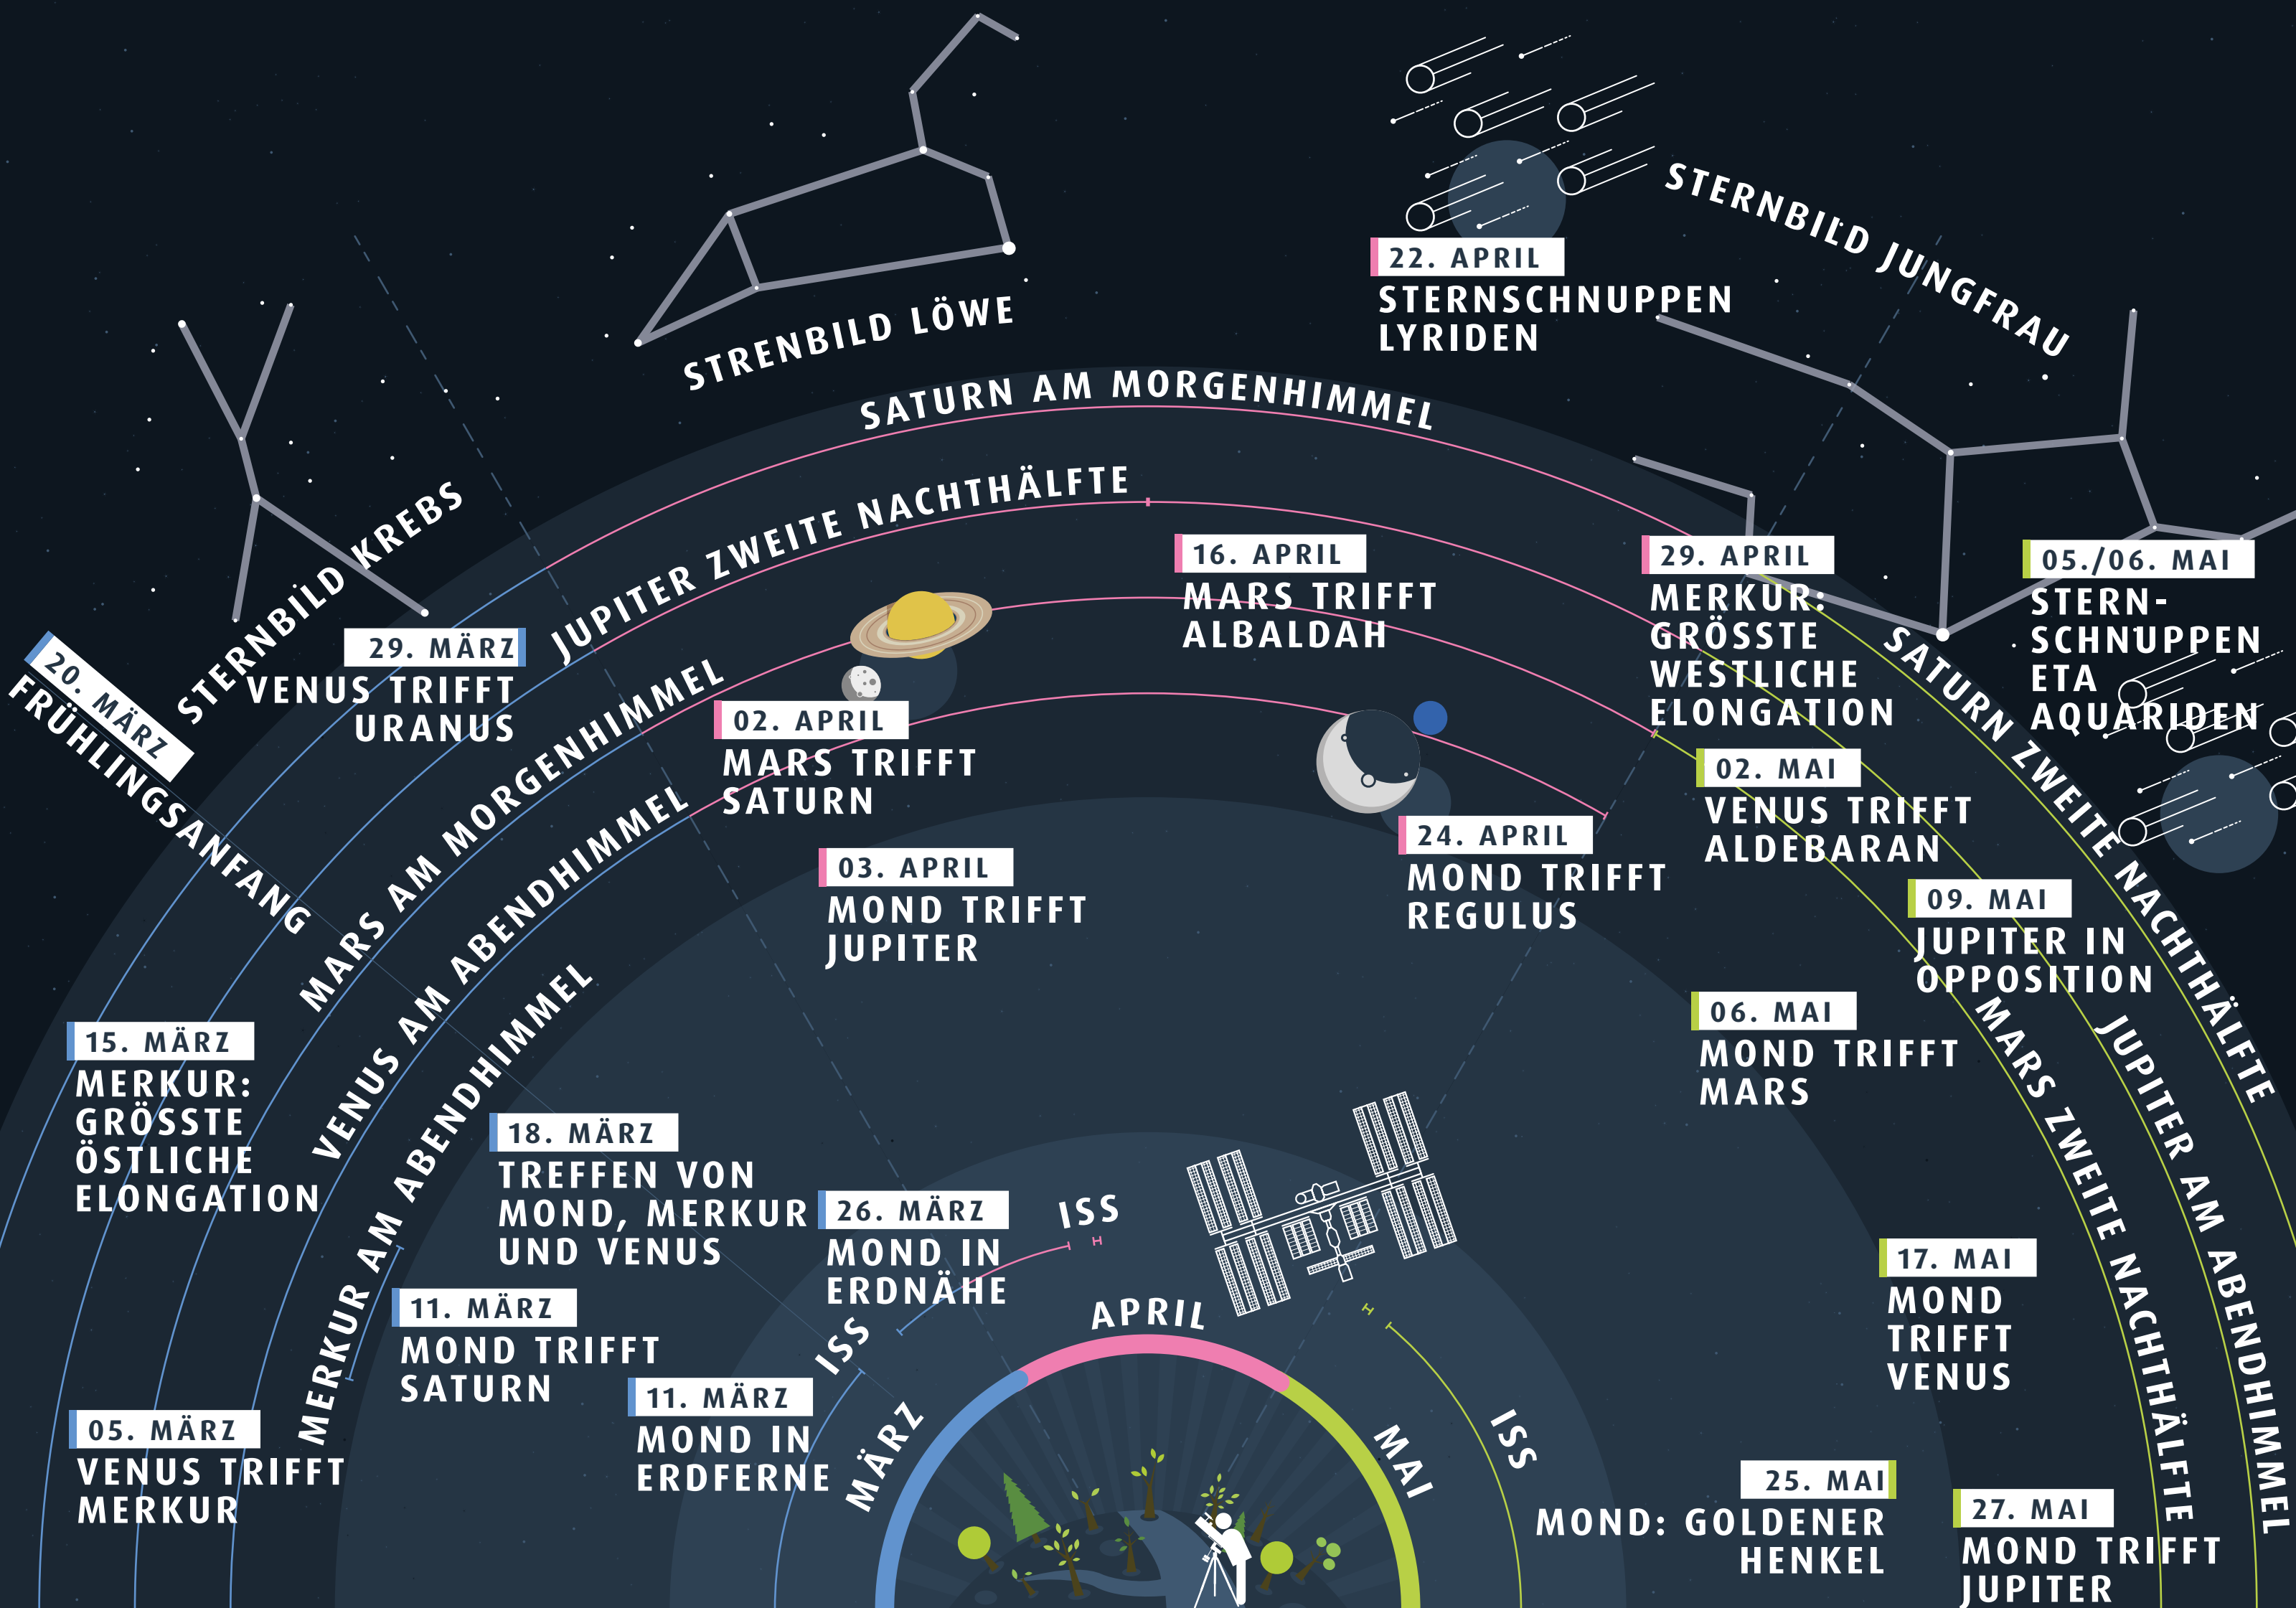 STERNBILD KREBS
STRENBILD LÖWE
STERNBILD JUNGFRAU
22. APRIL
STERNSCHNUPPEN
LYRIDEN
SATURN AM MORGENHIMMEL
JUPITER ZWEITE NACHTHÄLFTE
MARS AM MORGENHIMMEL
VENUS AM ABENDHIMMEL
MERKUR AM ABENDHIMMEL
SATURN ZWEITE NACHTHÄLFTE
JUPITER AM ABENDHIMMEL
MARS ZWEITE NACHTHÄLFTE
20. MÄRZ
FRÜHLINGSANFANG
29. MÄRZ
VENUS TRIFFT
URANUS
02. APRIL
MARS TRIFFT
SATURN
16. APRIL
MARS TRIFFT
ALBALDAH
29. APRIL
MERKUR:
GRÖSSTE
WESTLICHE
ELONGATION
05./06. MAI
STERN-
SCHNUPPEN
ETA
AQUARIDEN
02. MAI
VENUS TRIFFT
ALDEBARAN
03. APRIL
MOND TRIFFT
JUPITER
24. APRIL
MOND TRIFFT
REGULUS
09. MAI
JUPITER IN
OPPOSITION
06. MAI
MOND TRIFFT
MARS
15. MÄRZ
MERKUR:
GRÖSSTE
ÖSTLICHE
ELONGATION
18. MÄRZ
TREFFEN VON
MOND, MERKUR
UND VENUS
26. MÄRZ
MOND IN
ERDNÄHE
11. MÄRZ
MOND TRIFFT
SATURN
11. MÄRZ
MOND IN
ERDFERNE
05. MÄRZ
VENUS TRIFFT
MERKUR
17. MAI
MOND
TRIFFT
VENUS
25. MAI
MOND: GOLDENER
HENKEL
27. MAI
MOND TRIFFT
JUPITER
ISS
ISS
ISS
MÄRZ
APRIL
MAI